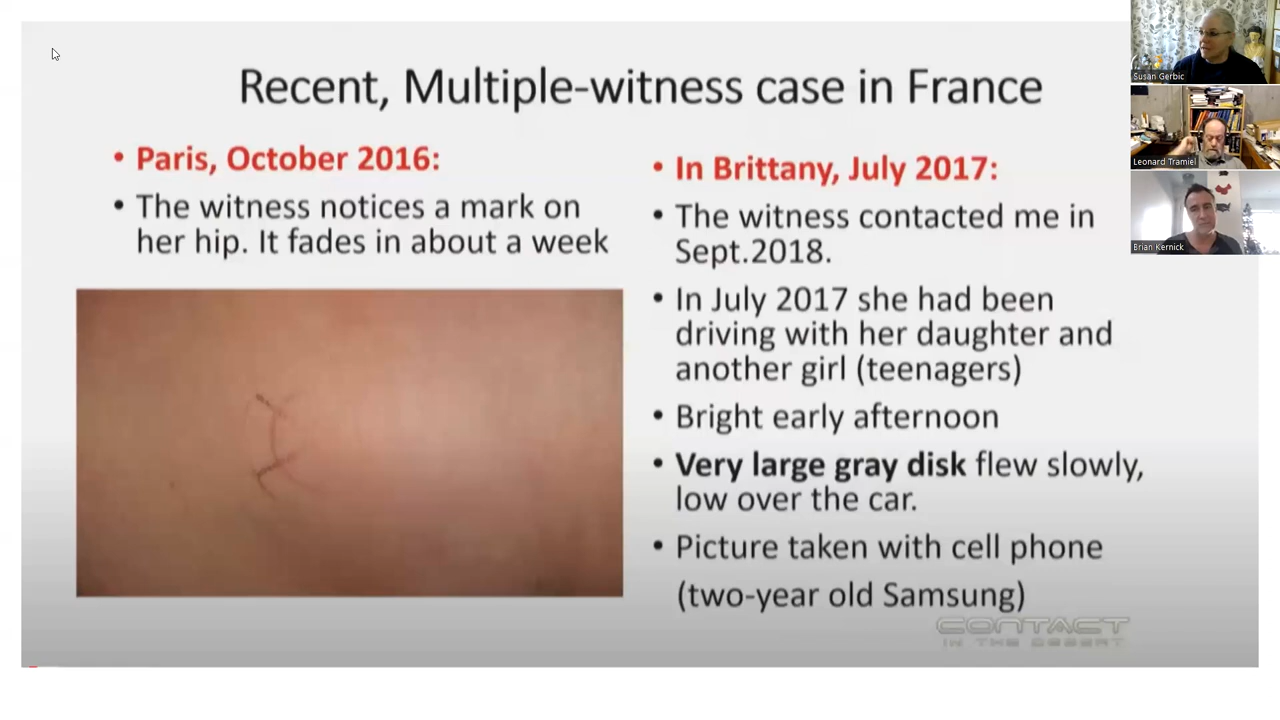 Recent, Multiple-witness case in France
• Paris, October 2016:
• The witness notices a mark on
her hip. It fades in about a week
• In Brittany, July 2017:
• The witness contacted me in
Sept.2018.
• In July 2017 she had been
driving with her daughter and
another girl (teenagers)
• Bright early afternoon
• Very large gray disk flew slowly,
low over the car.
• Picture taken with cell phone
(two-year old Samsung)
CONTACT
IN THE DESERT
Susan Gerbic
Leonard Tramiel
Brian Kernick